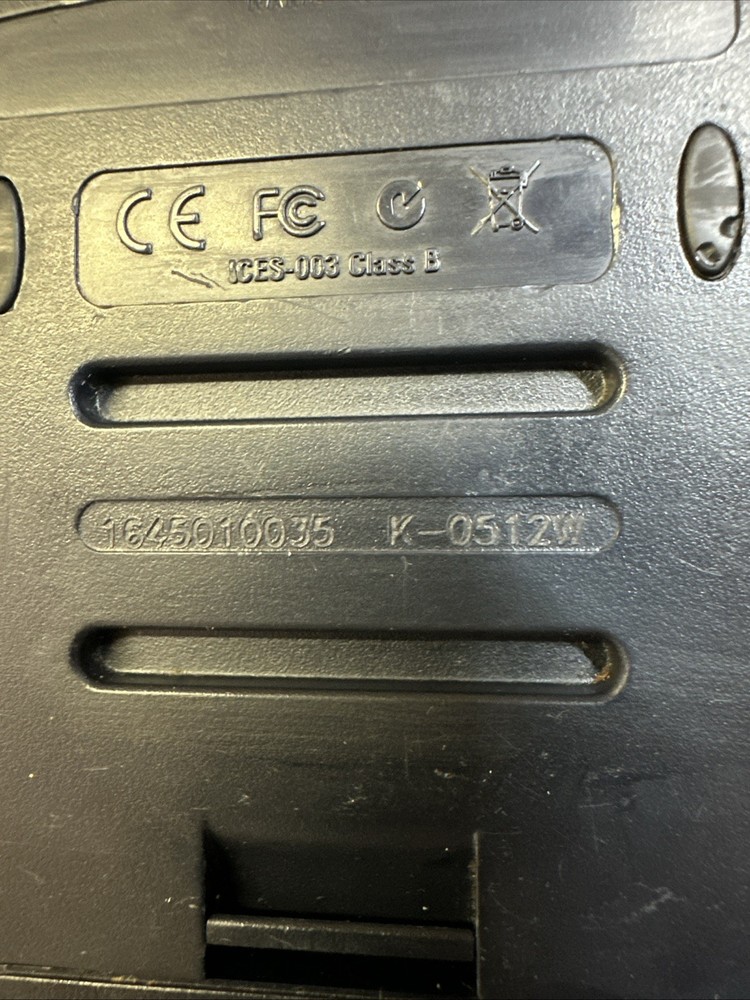 CE FC
ICES-003 Class B
1645010035 K-0512W